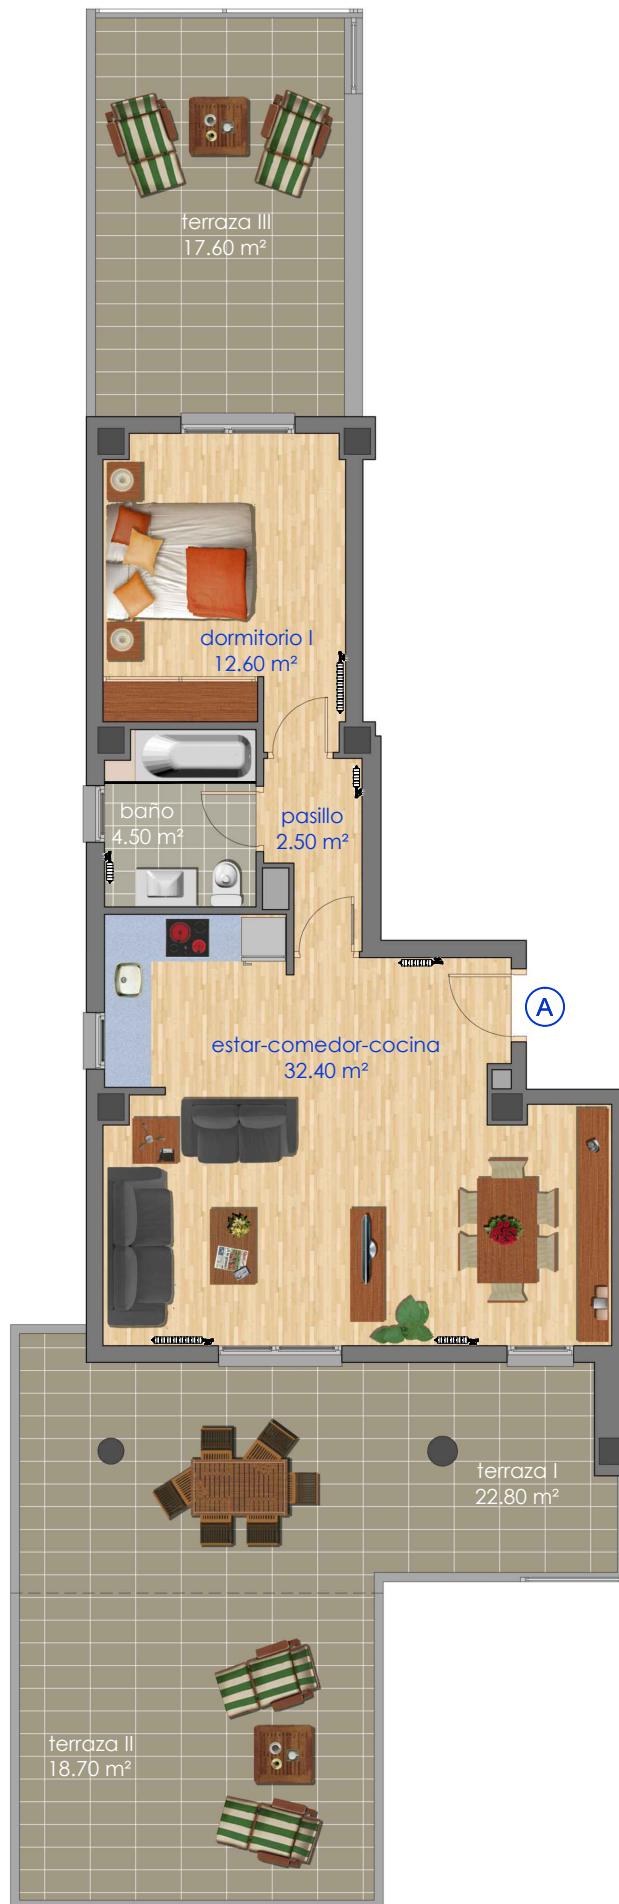 terraza III
17.60 m²
dormitorio I
12.60 m²
baño
4.50 m²
pasillo
2.50 m²
A
estar-comedor-cocina
32.40 m²
terraza I
22.80 m²
terraza II
18.70 m²